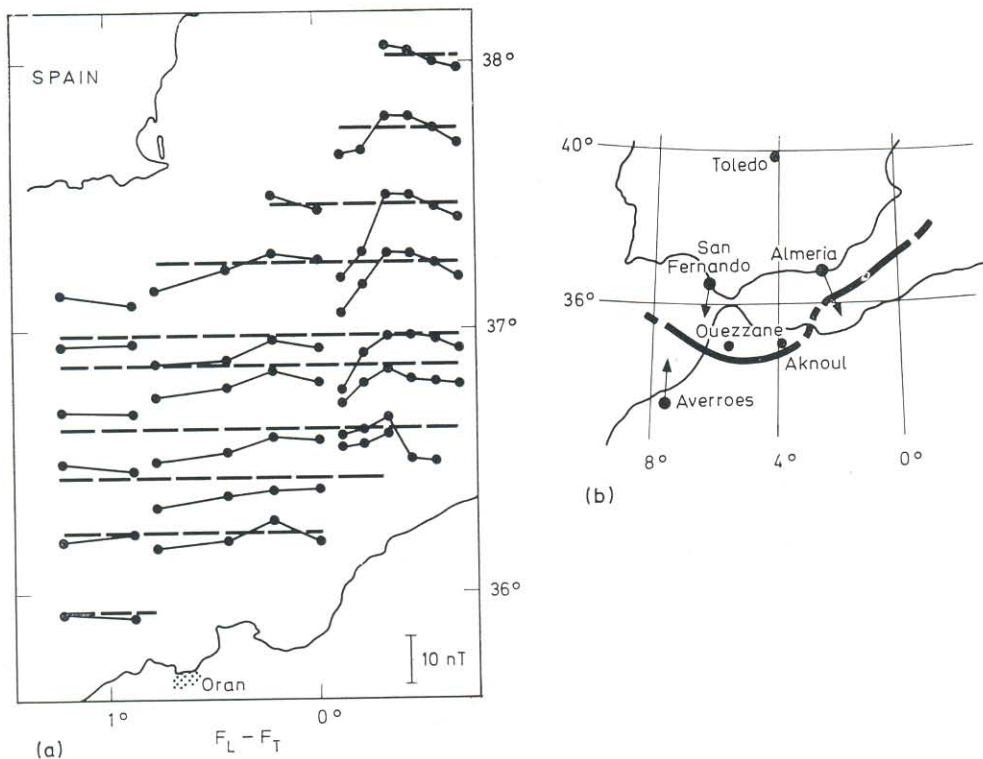 SPAIN
38°
37°
36°
10 nT
Oran
1°
0°
F_L – F_T
(a)
40°
Toledo
San
Fernando
Almeria
36°
Ouezzane
Aknoul
Averroes
8°
4°
0°
(b)